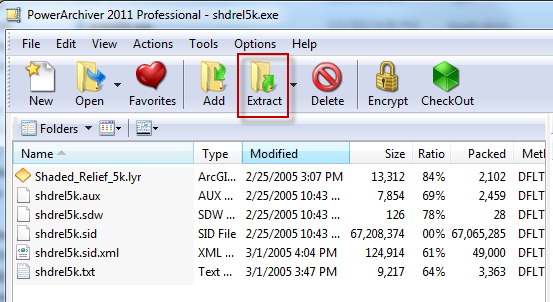 PowerArchiver 2011 Professional - shdrel5k.exe
File Edit View Actions Tools Options Help
New Open Favorites Add Extract Delete Encrypt CheckOut
Folders
Name Type Modified Size Ratio Packed Meth
Shaded_Relief_5k.lyr ArcGI... 2/25/2005 3:07 PM 13,312 84% 2,102 DFLT
shdrel5k.aux AUX ... 2/25/2005 10:43 ... 7,854 69% 2,459 DFLT
shdrel5k.sdw SDW ... 2/25/2005 10:43 ... 126 78% 28 DFLT
shdrel5k.sid SID File 2/25/2005 10:43 ... 67,208,374 00% 67,065,285 DFLT
shdrel5k.sid.xml XML ... 3/1/2005 4:04 PM 124,914 61% 49,000 DFLT
shdrel5k.txt Text ... 3/1/2005 3:47 PM 9,217 64% 3,363 DFLT